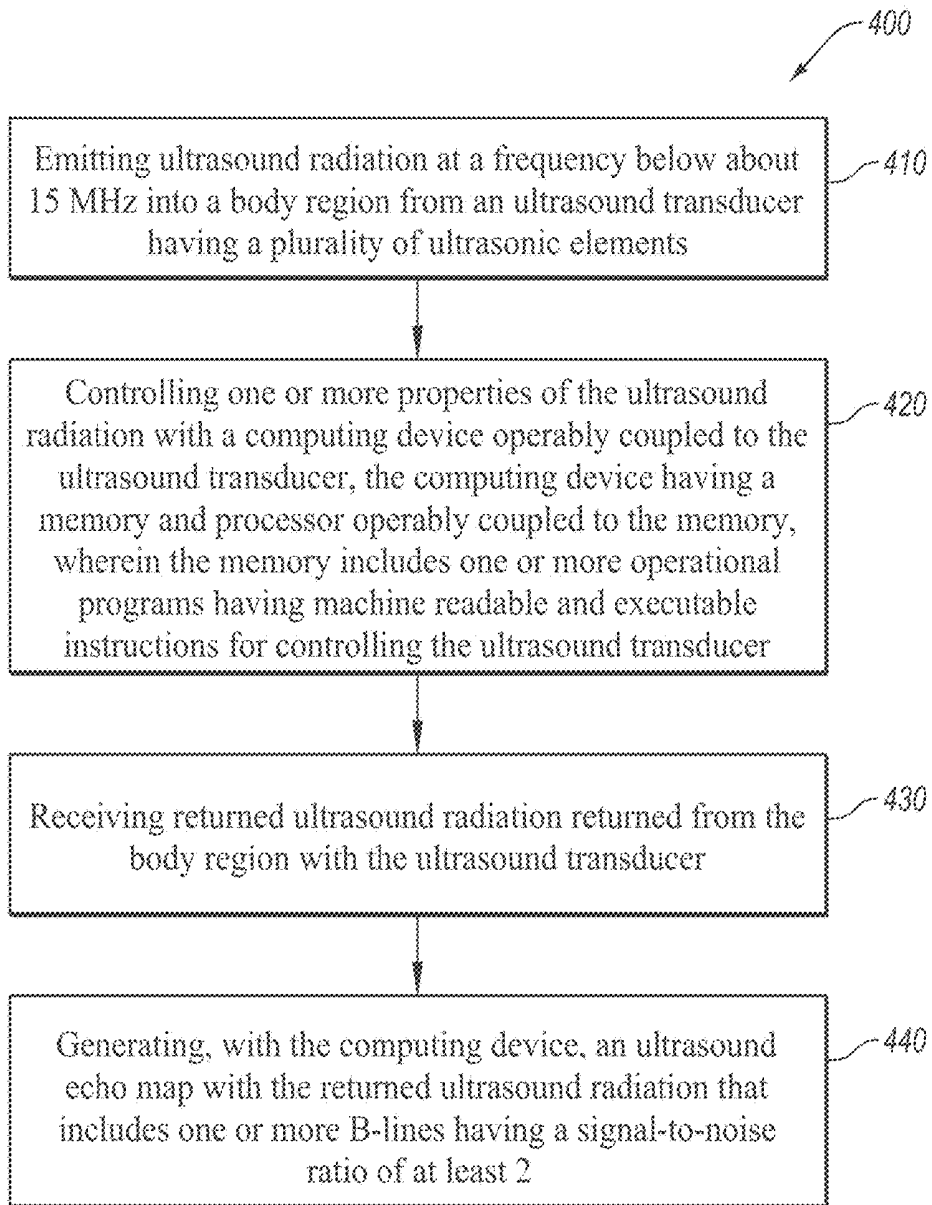 400
Emitting ultrasound radiation at a frequency below about
15 MHz into a body region from an ultrasound transducer
having a plurality of ultrasonic elements
410
Controlling one or more properties of the ultrasound
radiation with a computing device operably coupled to the
ultrasound transducer, the computing device having a
memory and processor operably coupled to the memory,
wherein the memory includes one or more operational
programs having machine readable and executable
instructions for controlling the ultrasound transducer
420
Receiving returned ultrasound radiation returned from the
body region with the ultrasound transducer
430
Generating, with the computing device, an ultrasound
echo map with the returned ultrasound radiation that
includes one or more B-lines having a signal-to-noise
ratio of at least 2
440